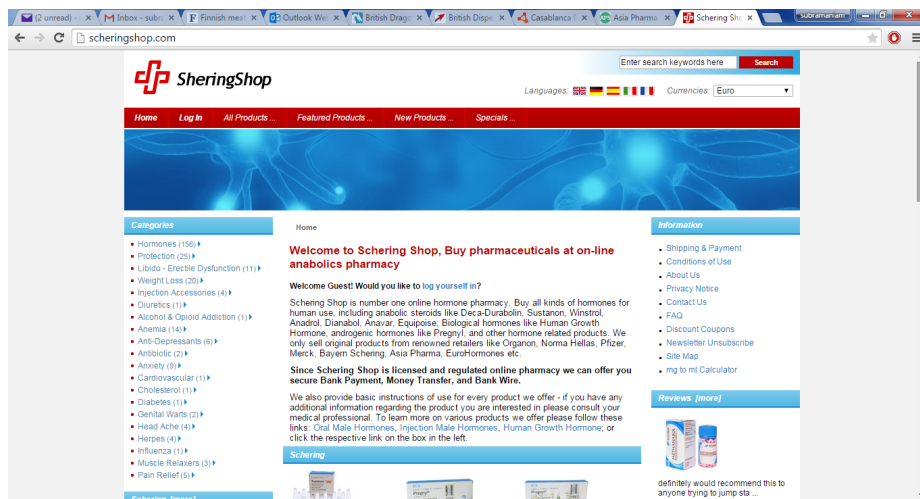 (2 unread) -
Inbox - subra
Finnish meat
Outlook Web
British Drago
British Dispe
Casablanca P
Asia Pharma
Schering Sho
subramaniam
scheringshop.com
SheringShop
Enter search keywords here
Search
Languages:
Currencies:
Euro
Home
Log In
All Products ...
Featured Products ...
New Products ...
Specials ...
Categories
Hormones (156)
Protection (25)
Libido - Erectile Dysfunction (11)
Weight Loss (20)
Injection Accessories (4)
Diuretics (1)
Alcohol & Opioid Addiction (1)
Anemia (14)
Anti-Depressants (6)
Antibiotic (2)
Anxiety (9)
Cardiovascular (1)
Cholesterol (1)
Diabetes (1)
Genital Warts (2)
Head Ache (4)
Herpes (4)
Influenza (1)
Muscle Relaxers (3)
Pain Relief (5)
Schering [more]
Home
Welcome to Schering Shop, Buy pharmaceuticals at on-line
anabolics pharmacy
Welcome Guest! Would you like to log yourself in?
Schering Shop is number one online hormone pharmacy. Buy all kinds of hormones for
human use, including anabolic steroids like Deca-Durabolin, Sustanon, Winstrol,
Anadrol, Dianabol, Anavar, Equipoise; Biological hormones like Human Growth
Hormone, androgenic hormones like Pregnyl, and other hormone related products. We
only sell original products from renowned retailers like Organon, Norma Hellas, Pfizer,
Merck, Bayern Schering, Asia Pharma, EuroHormones etc.
Since Schering Shop is licensed and regulated online pharmacy we can offer you
secure Bank Payment, Money Transfer, and Bank Wire.
We also provide basic instructions of use for every product we offer - if you have any
additional information regarding the product you are interested in please consult your
medical professional. To learn more on various products we offer please follow these
links: Oral Male Hormones, Injection Male Hormones, Human Growth Hormone; or
click the respective link on the box in the left.
Schering
Information
Shipping & Payment
Conditions of Use
About Us
Privacy Notice
Contact Us
FAQ
Discount Coupons
Newsletter Unsubscribe
Site Map
mg to ml Calculator
Reviews [more]
definitely would recommend this to
anyone trying to jump sta ...